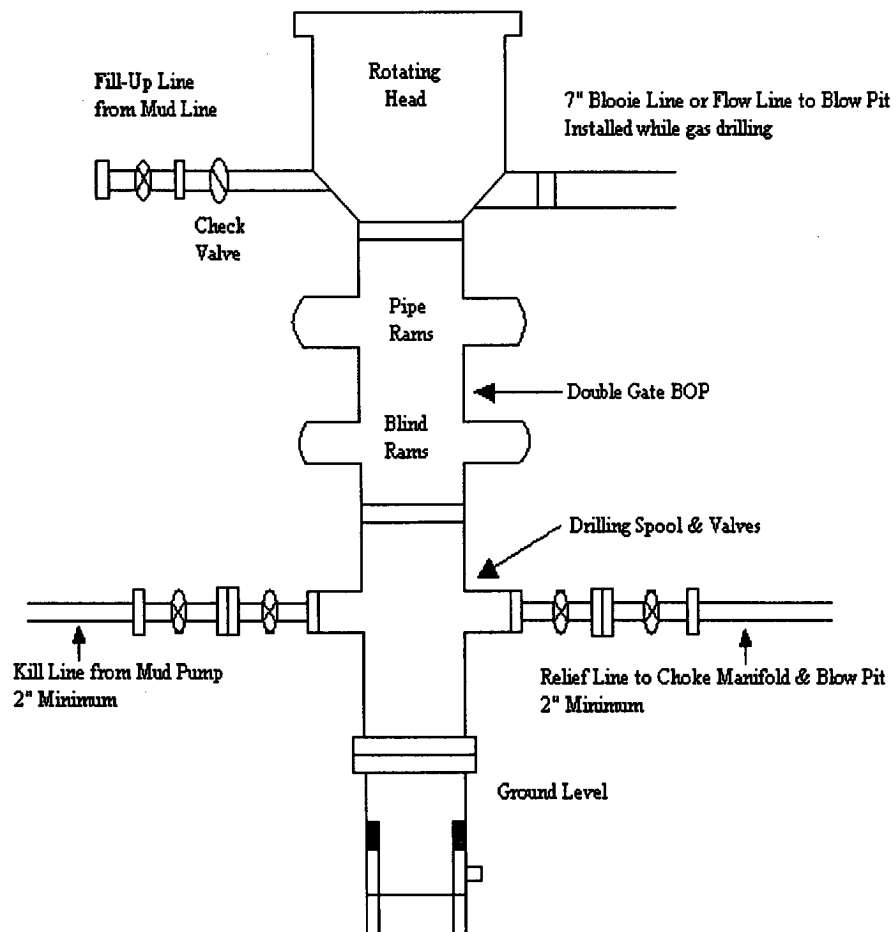 Rotating
Head
Fill-Up Line
from Mud Line
7" Blooie Line or Flow Line to Blow Pit
Installed while gas drilling
Check
Valve
Pipe
Rams
Double Gate BOP
Blind
Rams
Drilling Spool & Valves
Kill Line from Mud Pump
2" Minimum
Relief Line to Choke Manifold & Blow Pit
2" Minimum
Ground Level